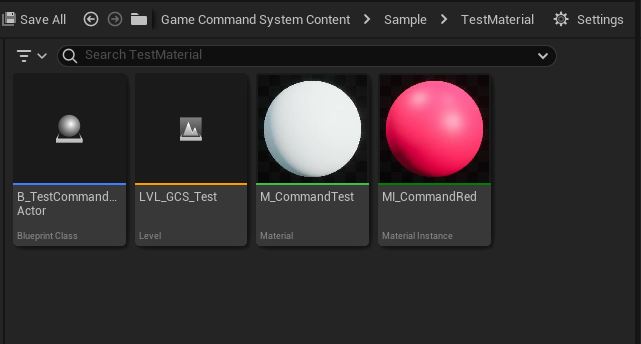 Save All Game Command System Content Sample TestMaterial Settings
Search TestMaterial
B_TestCommand...
Actor
Blueprint Class
LVL_GCS_Test
Level
M_CommandTest
Material
MI_CommandRed
Material Instance